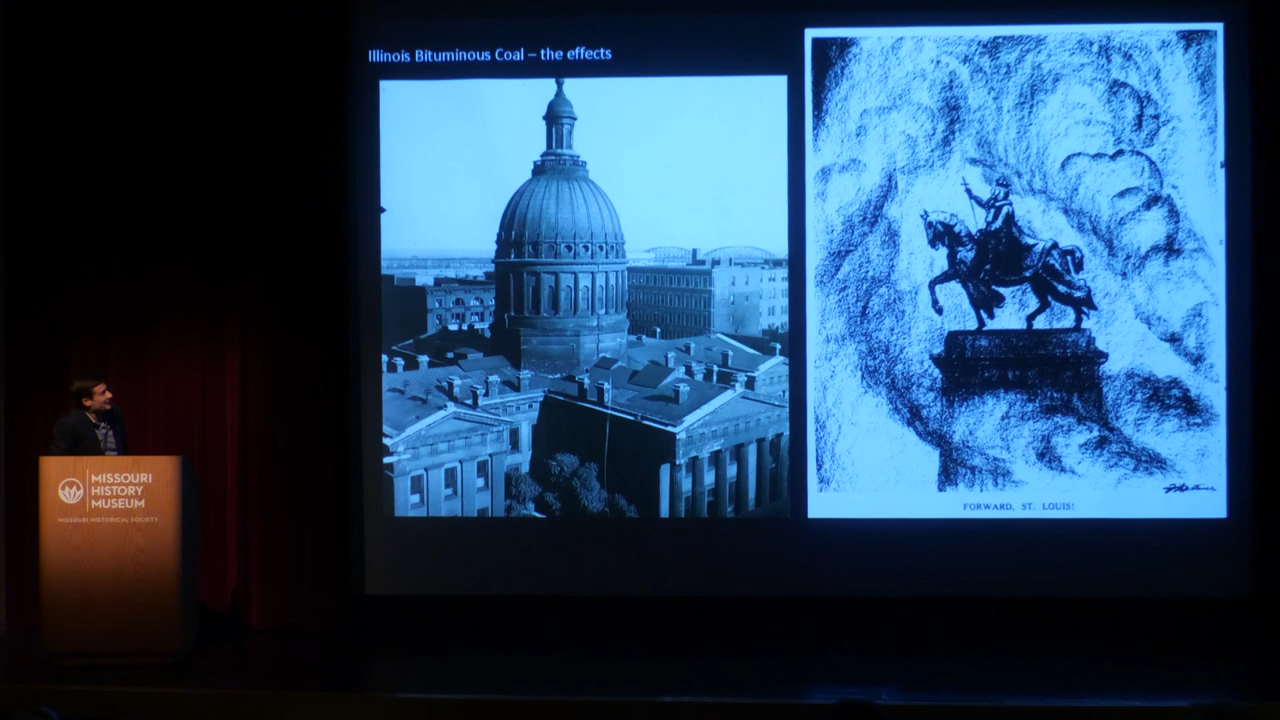 Illinois Bituminous Coal – the effects
FORWARD, ST. LOUIS!
MISSOURI
HISTORY
MUSEUM
MISSOURI HISTORICAL SOCIETY